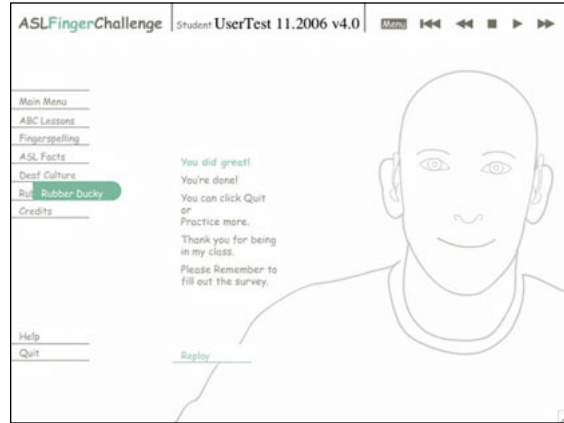 ASLFingerChallenge Student UserTest 11.2006 v4.0 Menu
Main Menu
ABC Lessons
Fingerspelling
ASL Facts
Deaf Culture
Rub Rubber Ducky
Credits
You did great!
You're done!
You can click Quit
or
Practice more.
Thank you for being
in my class.
Please Remember to
fill out the survey.
Help
Quit
Replay